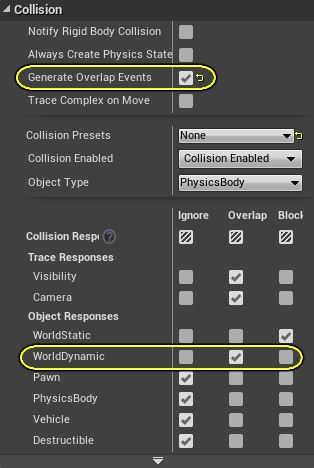 Collision
Notify Rigid Body Collision
Always Create Physics State
Generate Overlap Events
Trace Complex on Move
Collision Presets None
Collision Enabled Collision Enabled
Object Type PhysicsBody
Ignore Overlap Block
Collision Respo
Trace Responses
Visibility
Camera
Object Responses
WorldStatic
WorldDynamic
Pawn
PhysicsBody
Vehicle
Destructible